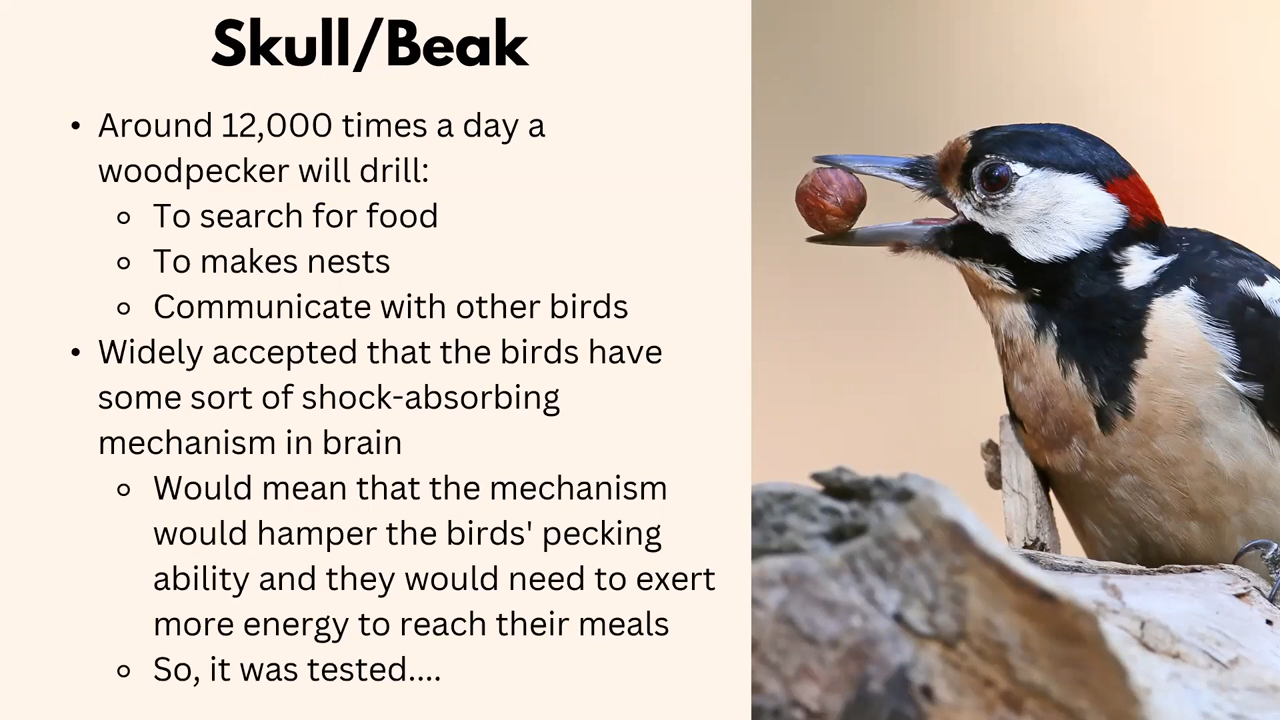 Skull/Beak
• Around 12,000 times a day a
woodpecker will drill:
◦ To search for food
◦ To makes nests
◦ Communicate with other birds
• Widely accepted that the birds have
some sort of shock-absorbing
mechanism in brain
◦ Would mean that the mechanism
would hamper the birds' pecking
ability and they would need to exert
more energy to reach their meals
◦ So, it was tested....